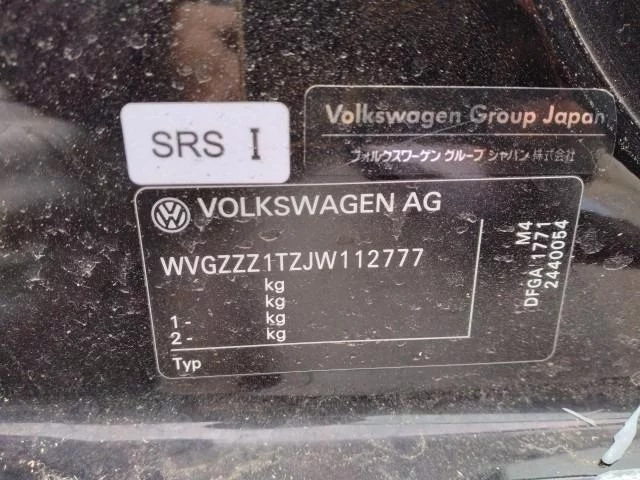 SRS I
Volkswagen Group Japan
フォルクスワーゲン グループ ジャパン 株式会社
VOLKSWAGEN AG
WVGZZZ1TZJW112777
kg
kg
1- kg
2- kg
Typ
M4
DFGA 1771
2440054